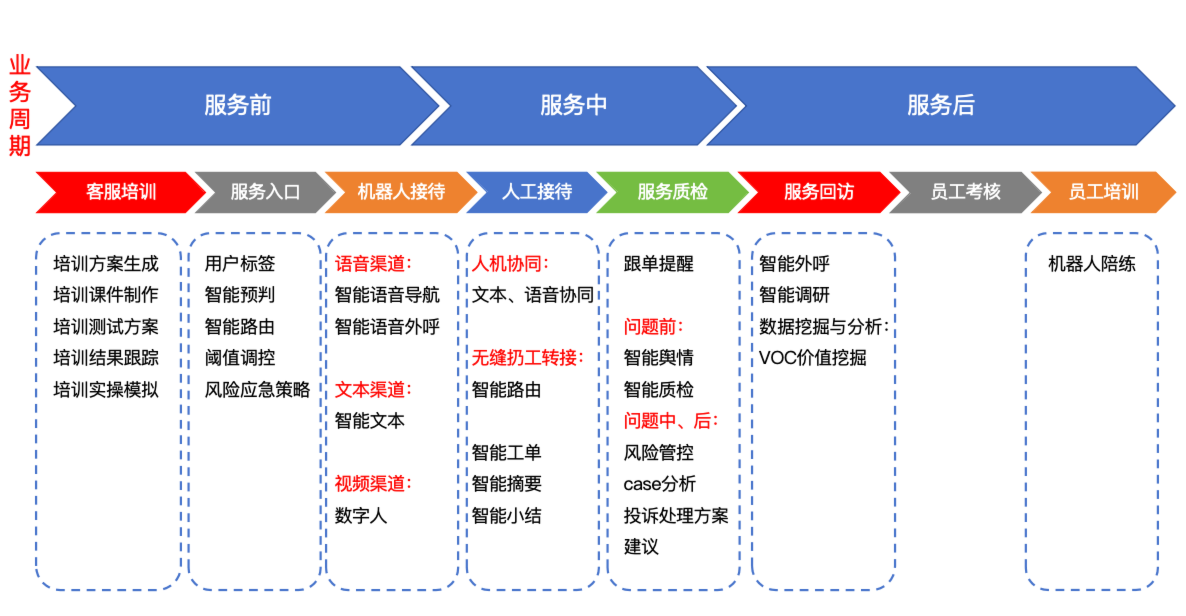 业务周期
服务前
服务中
服务后
客服培训
服务入口
机器人接待
人工接待
服务质检
服务回访
员工考核
员工培训
培训方案生成
培训课件制作
培训测试方案
培训结果跟踪
培训实操模拟
用户标签
智能预判
智能路由
阈值调控
风险应急策略
语音渠道：
智能语音导航
智能语音外呼
文本渠道：
智能文本
视频渠道：
数字人
人机协同：
文本、语音协同
无缝扔工转接：
智能路由
智能工单
智能摘要
智能小结
跟单提醒
问题前：
智能舆情
智能质检
问题中、后：
风险管控
case分析
投诉处理方案
建议
智能外呼
智能调研
数据挖掘与分析：
VOC价值挖掘
机器人陪练